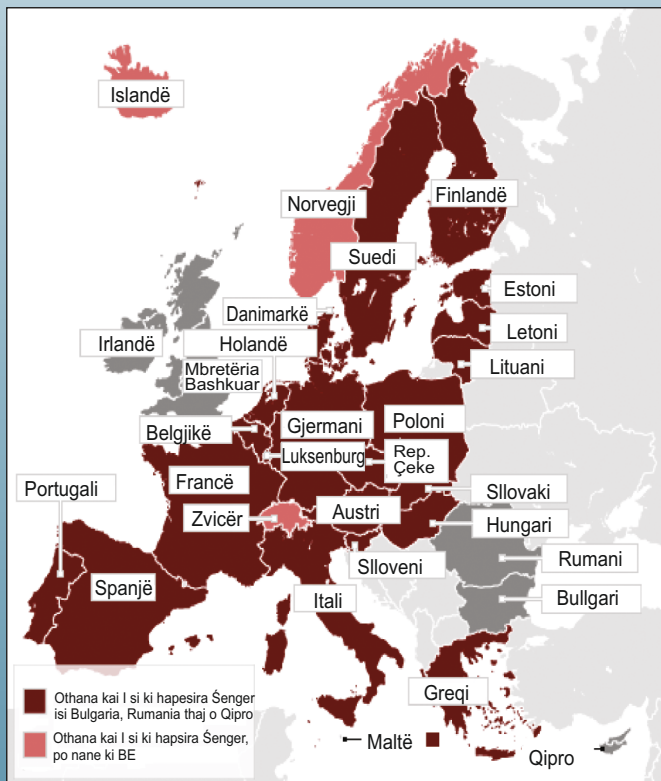 Islandë
Norvegji
Finlandë
Suedi
Estoni
Danimarkë
Letoni
Irlandë
Holandë
Lituani
Mbretëria
Bashkuar
Gjermani
Poloni
Belgjikë
Luksenburg
Rep.
Çeke
Francë
Portugali
Sllovaki
Austri
Zvicër
Hungari
Rumani
Slloveni
Spanjë
Itali
Bullgari
Othana kai I si ki hapesira Śenger
isi Bulgaria, Rumania thaj o Qipro
Greqi
Othana kai I si ki hapsira Śenger,
po nane ki BE
Maltë
Qipro